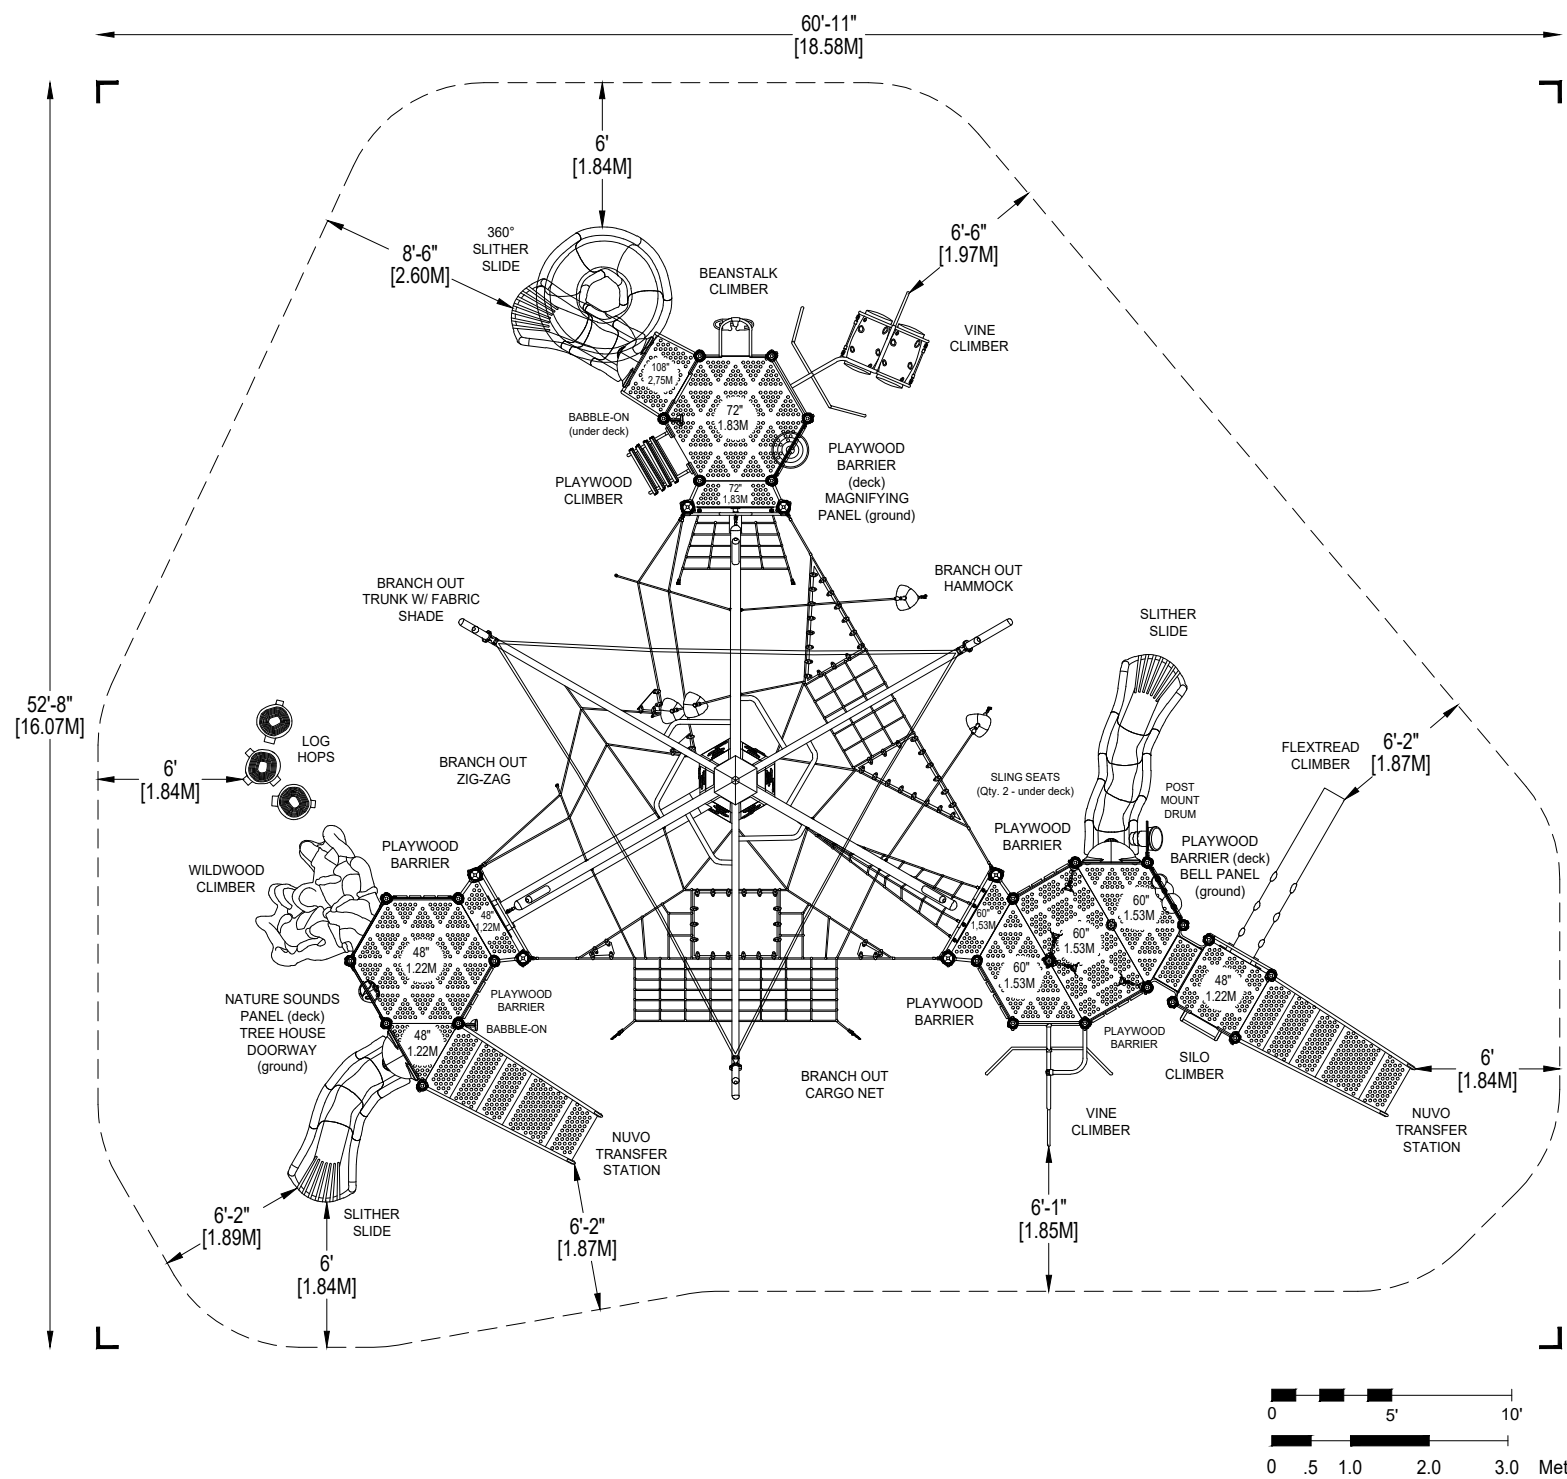 60'-11"
[18.58M]
6'
[1.84M]
8'-6"
[2.60M]
360°
SLITHER
SLIDE
6'-6"
[1.97M]
BEANSTALK
CLIMBER
VINE
CLIMBER
108"
2,75M
72"
1.83M
BABBLE-ON
(under deck)
PLAYWOOD
CLIMBER
PLAYWOOD
BARRIER
(deck)
MAGNIFYING
PANEL (ground)
72"
1,83M
BRANCH OUT
TRUNK W/ FABRIC
SHADE
BRANCH OUT
HAMMOCK
SLITHER
SLIDE
52'-8"
[16.07M]
LOG
HOPS
6'
[1.84M]
BRANCH OUT
ZIG-ZAG
FLEXTREAD
CLIMBER
6'-2"
[1.87M]
SLING SEATS
(Qty. 2 - under deck)
POST
MOUNT
DRUM
PLAYWOOD
BARRIER
PLAYWOOD
BARRIER
PLAYWOOD
BARRIER (deck)
BELL PANEL
(ground)
WILDWOOD
CLIMBER
48"
1,22M
48"
1.22M
60"
1,53M
60"
1.53M
60"
1.53M
60"
1.53M
48"
1.22M
NATURE SOUNDS
PANEL (deck)
TREE HOUSE
DOORWAY
(ground)
PLAYWOOD
BARRIER
BABBLE-ON
48"
1.22M
PLAYWOOD
BARRIER
PLAYWOOD
BARRIER
SILO
CLIMBER
6'
[1.84M]
BRANCH OUT
CARGO NET
VINE
CLIMBER
NUVO
TRANSFER
STATION
NUVO
TRANSFER
STATION
SLITHER
SLIDE
6'-2"
[1.89M]
6'
[1.84M]
6'-2"
[1.87M]
6'-1"
[1.85M]
0 5' 10'
0 .5 1.0 2.0 3.0 Met